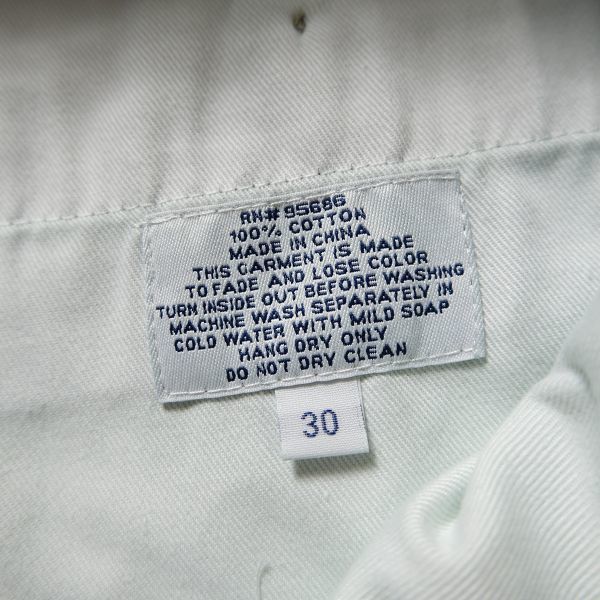 RN# 95686
100% COTTON
MADE IN CHINA
THIS GARMENT IS MADE
TO FADE AND LOSE COLOR
TURN INSIDE OUT BEFORE WASHING
MACHINE WASH SEPARATELY IN
COLD WATER WITH MILD SOAP
HANG DRY ONLY
DO NOT DRY CLEAN
30